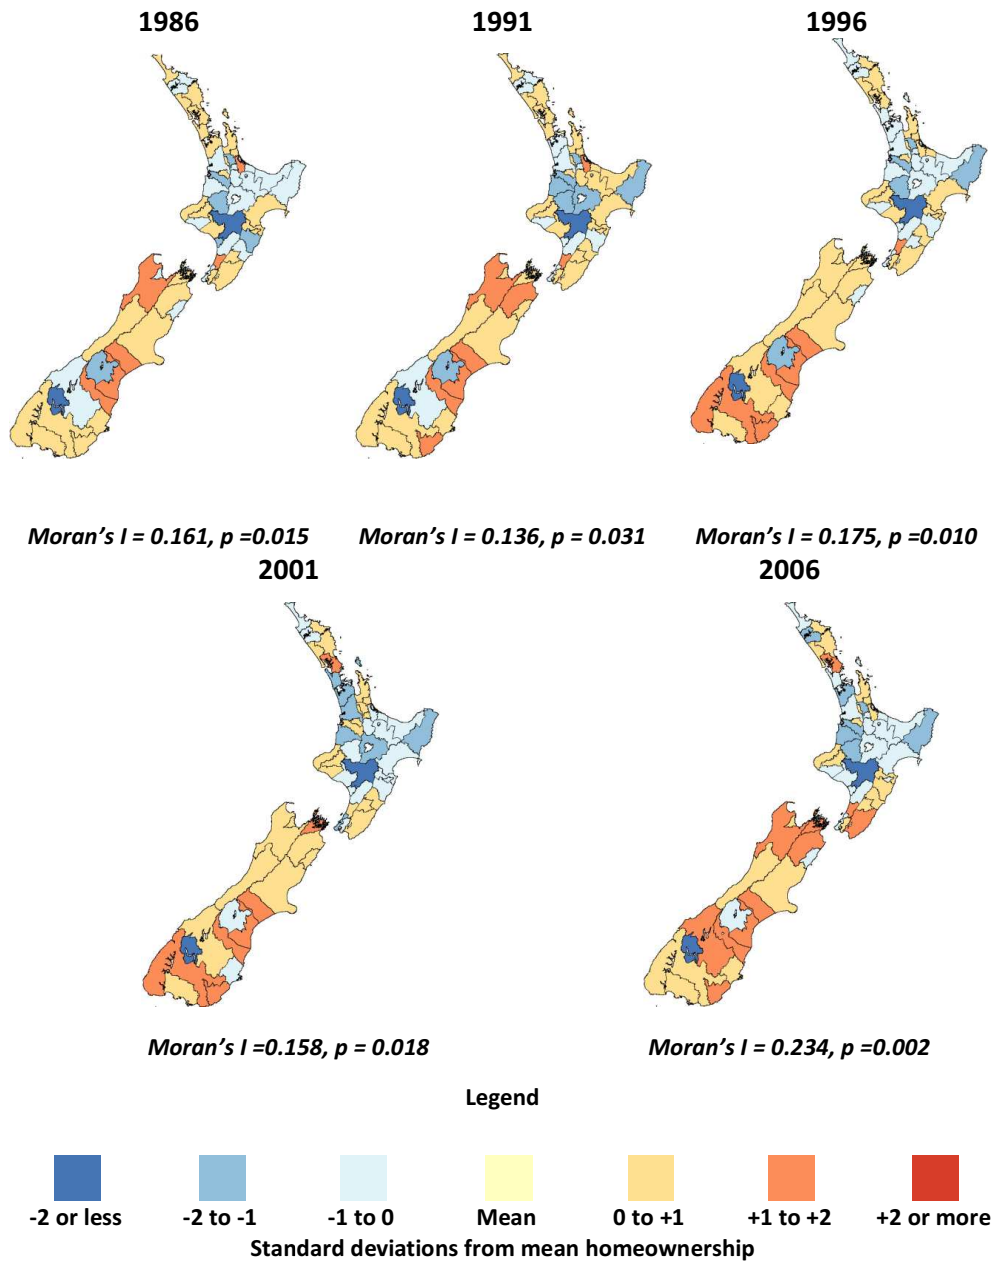 1986
1991
1996
Moran's I = 0.161, p =0.015
Moran's I = 0.136, p = 0.031
Moran's I = 0.175, p =0.010
2001
2006
Moran's I =0.158, p = 0.018
Moran's I = 0.234, p =0.002
Legend
-2 or less
-2 to -1
-1 to 0
Mean
0 to +1
+1 to +2
+2 or more
Standard deviations from mean homeownership